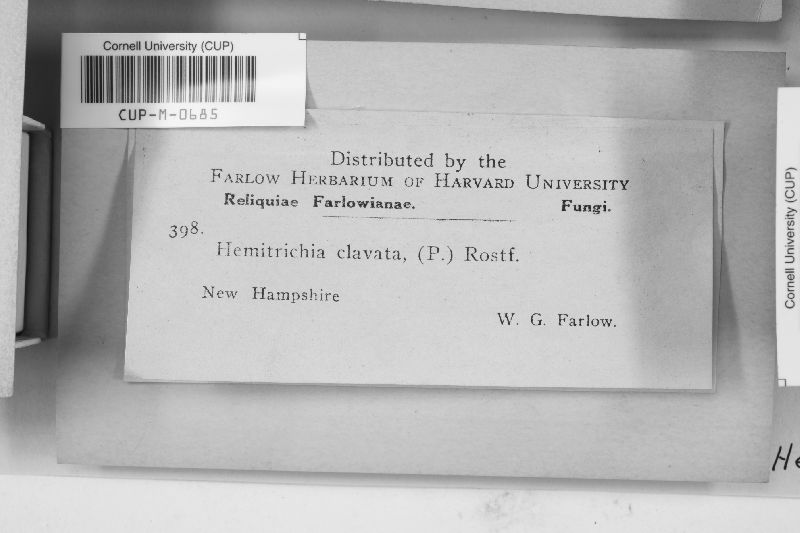 Cornell University (CUP)
CUP-M-0685
Distributed by the
FARLOW HERBARIUM OF HARVARD UNIVERSITY
Reliquiae Farlowianae. Fungi.
398.
Hemitrichia clavata, (P.) Rostf.
New Hampshire
W. G. Farlow.
Cornell University (CUP)